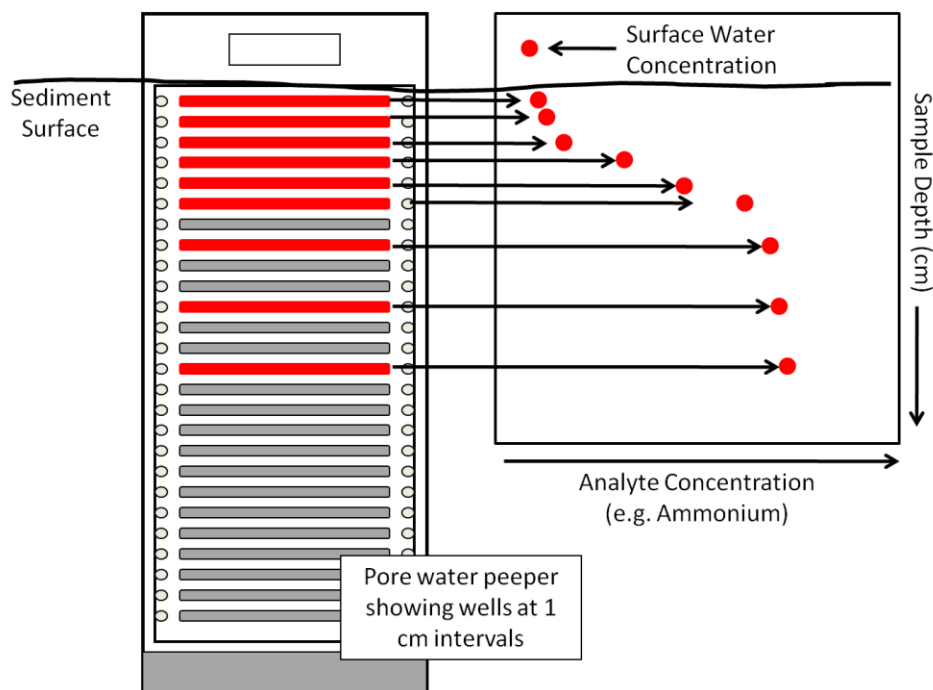 Surface Water
Concentration
Sediment
Surface
Sample Depth (cm)
Analyte Concentration
(e.g. Ammonium)
Pore water peeper
showing wells at 1
cm intervals